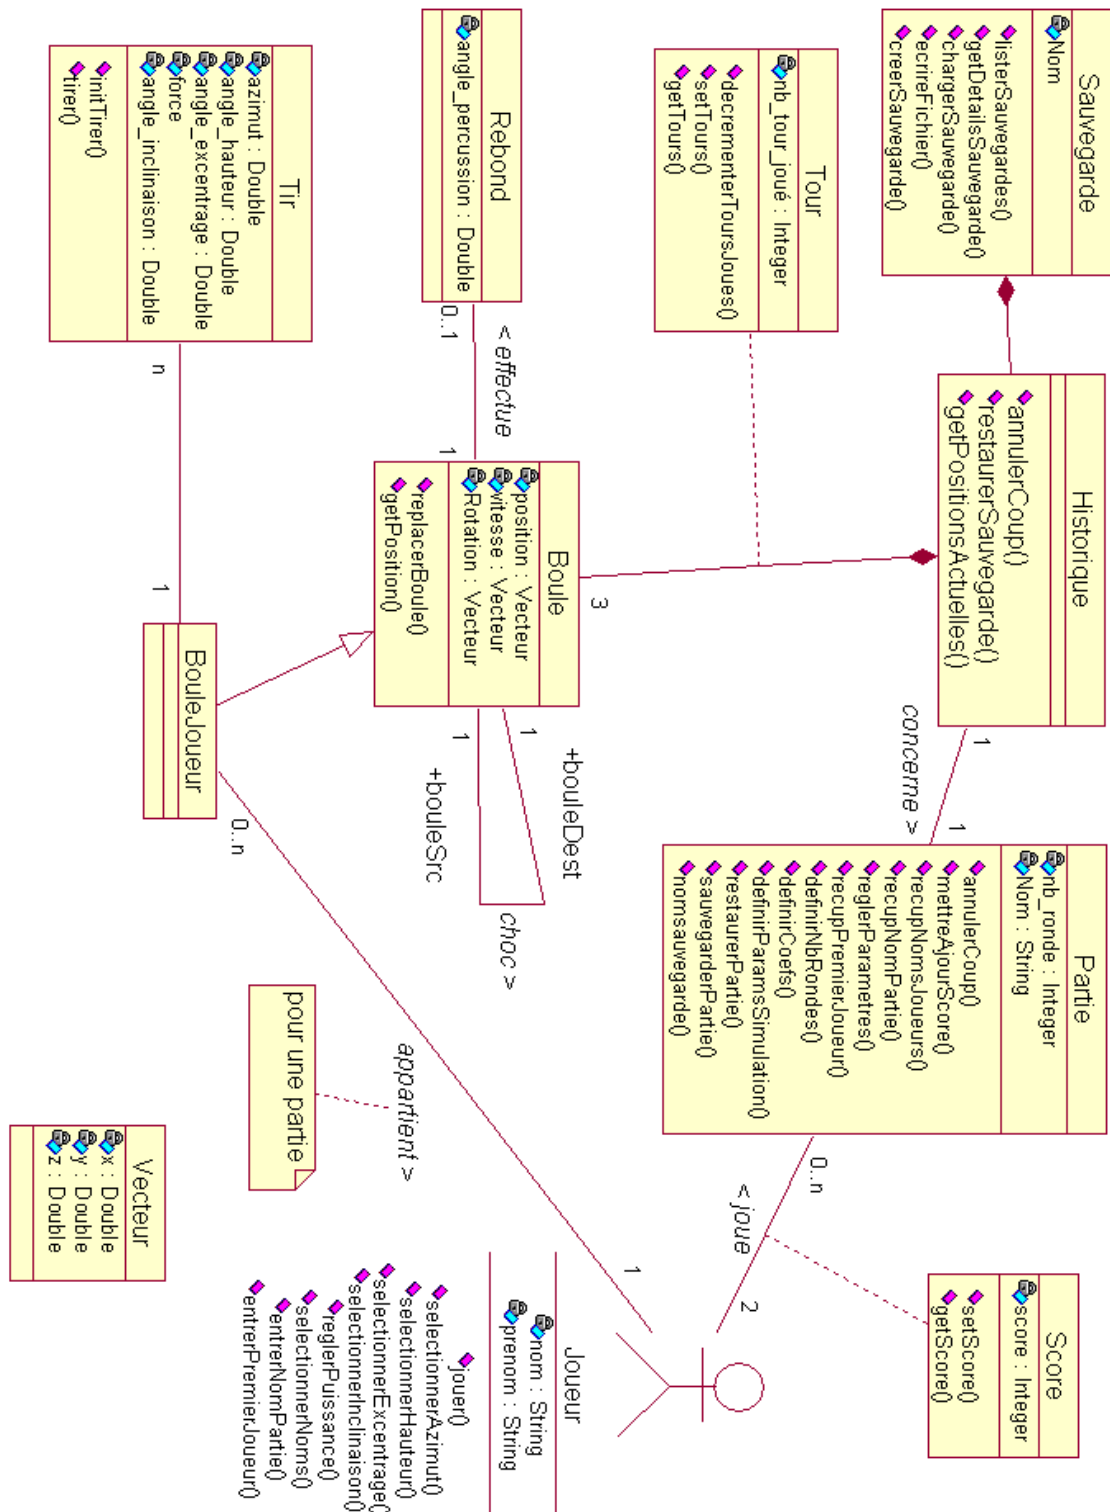 Sauvegarde
Nom
listerSauvegardes()
getDetailsSauvegarde()
chargerSauvegarde()
ecrireFichier()
creerSauvegarde()
Historique
annulerCoup()
restaurerSauvegarde()
getPositionsActuelles()
1
concerne >
1
Partie
nb_ronde : Integer
Nom : String
annulerCoup()
mettreAjourScore()
recupNomsJoueurs()
recupNomPartie()
reglerParametres()
recupPremierJoueur()
definirNbRondes()
definirCoefs()
definirParamsSimulation()
restaurerPartie()
sauvegarderPartie()
nomsauvegarde()
0..n
< joue
2
Score
score : Integer
setScore()
getScore()
Tour
nb_tour_joué : Integer
decrementerToursJoues()
setTours()
getTours()
3
Rebond
angle_percussion : Double
0..1
< effectue
1
Boule
position : Vecteur
vitesse : Vecteur
Rotation : Vecteur
replacerBoule()
getPosition()
1
+bouleDest
1
+bouleSrc
choc >
Tir
azimut : Double
angle_hauteur : Double
angle_excentrage : Double
force
angle_inclinaison : Double
initTirer()
tirer()
n
1
BouleJoueur
0..n
appartient >
pour une partie
1
Joueur
nom : String
prenom : String
jouer()
selectionnerAzimut()
selectionnerHauteur()
selectionnerExcentrage()
selectionnerInclinaison()
reglerPuissance()
selectionnerNoms()
entrerNomPartie()
entrerPremierJoueur()
Vecteur
x : Double
y : Double
z : Double